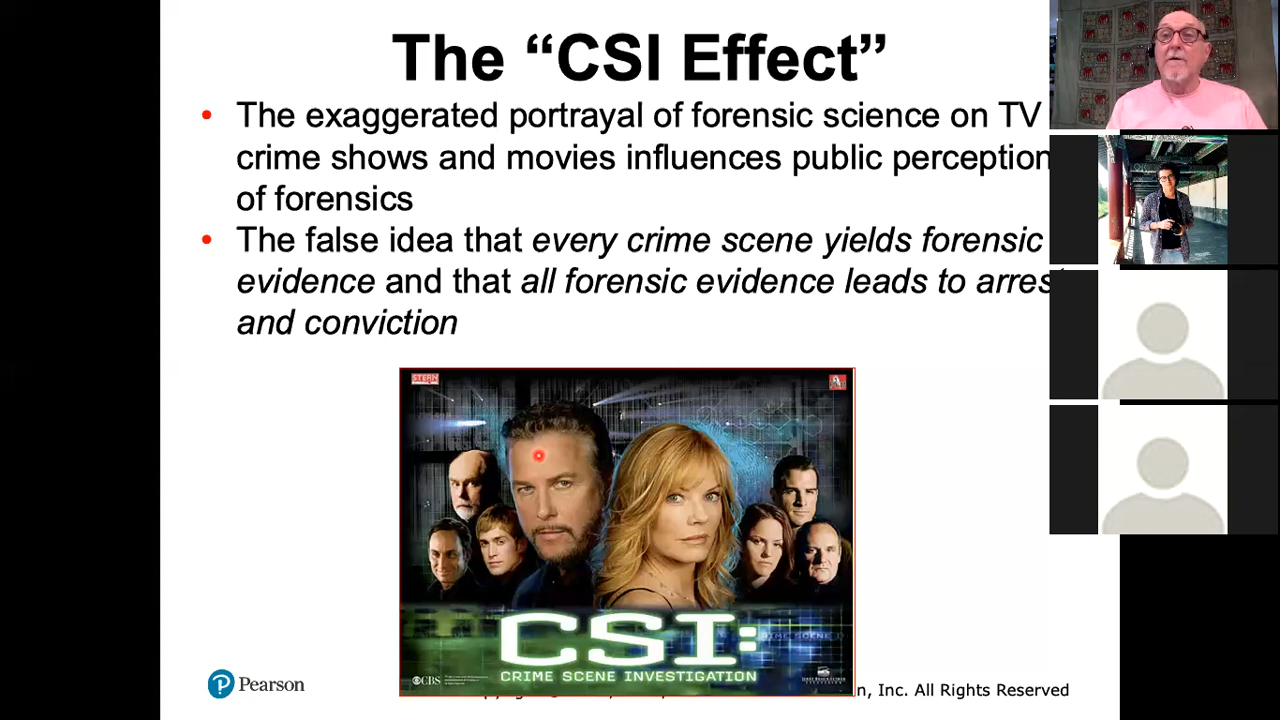 The “CSI Effect”
• The exaggerated portrayal of forensic science on TV
crime shows and movies influences public perception
of forensics
• The false idea that every crime scene yields forensic
evidence and that all forensic evidence leads to arres
and conviction
CSI:
CRIME SCENE INVESTIGATION
CBS
Pearson
n, Inc. All Rights Reserved